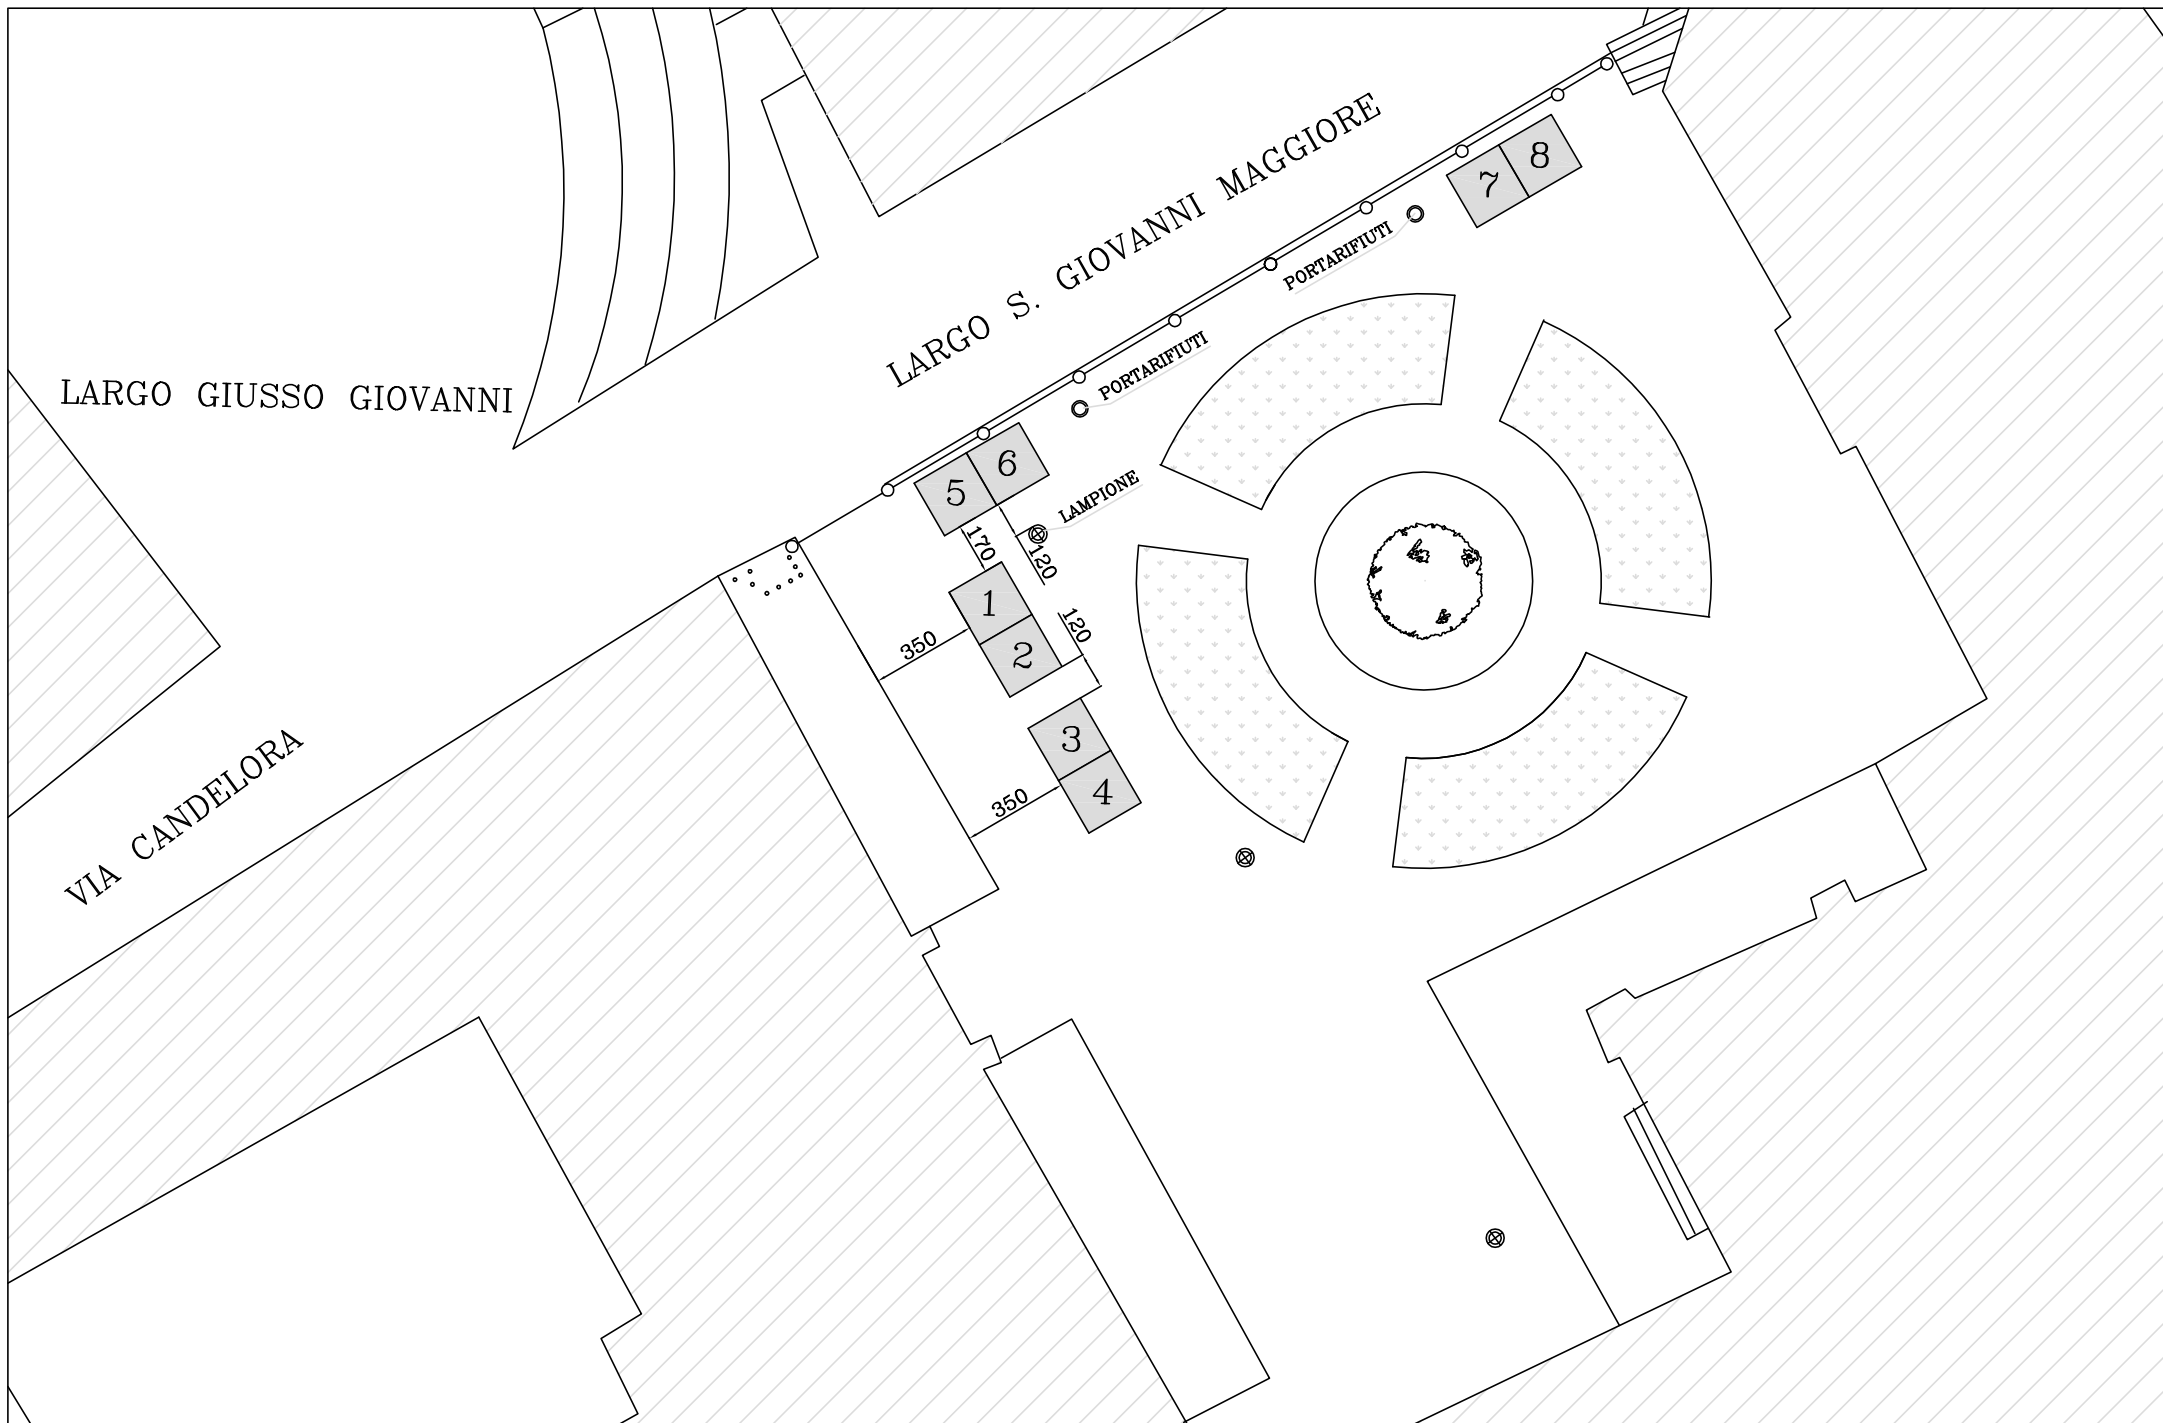 LARGO S. GIOVANNI MAGGIORE
7
8
PORTARIFIUTI
PORTARIFIUTI
LARGO GIUSSO GIOVANNI
5
6
LAMPIONE
170
120
1
2
120
350
3
4
350
VIA CANDELORA